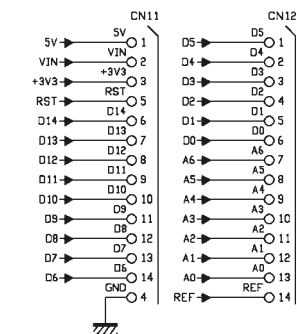 CN11
5V 5V 1
VIN VIN 2
+3V3 +3V3 3
RST RST 5
D14 D14 6
D13 D13 7
D12 D12 8
D11 D11 9
D10 D10 10
D9 D9 11
D8 D8 12
D7 D7 13
D6 D6 14
GND 4
CN12
D5 D5 1
D4 D4 2
D3 D3 3
D2 D2 4
D1 D1 5
D0 D0 6
A6 A6 7
A5 A5 8
A4 A4 9
A3 A3 10
A2 A2 11
A1 A1 12
A0 A0 13
REF REF 14